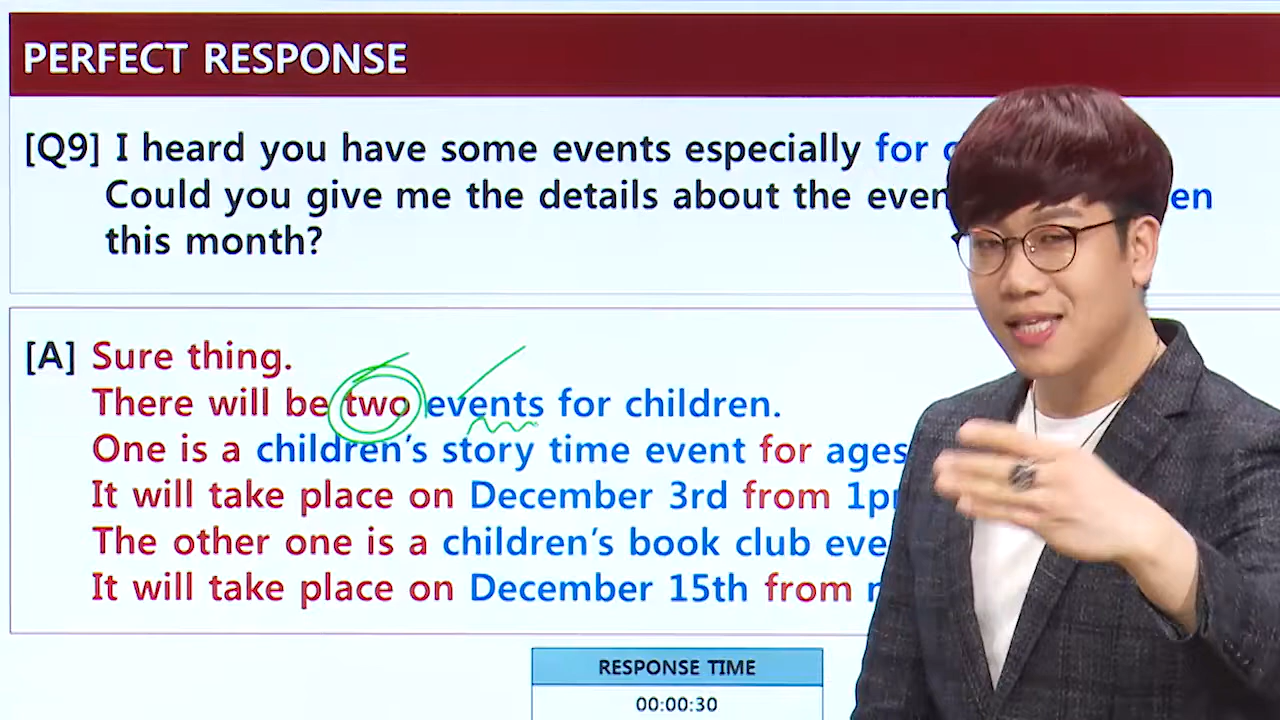 PERFECT RESPONSE
[Q9] I heard you have some events especially for
Could you give me the details about the
this month?
[A] Sure thing.
There will be two events for children.
One is a children's story time event for ages
It will take place on December 3rd from
The other one is a children's book club
It will take place on December 15th from
RESPONSE TIME
00:00:30